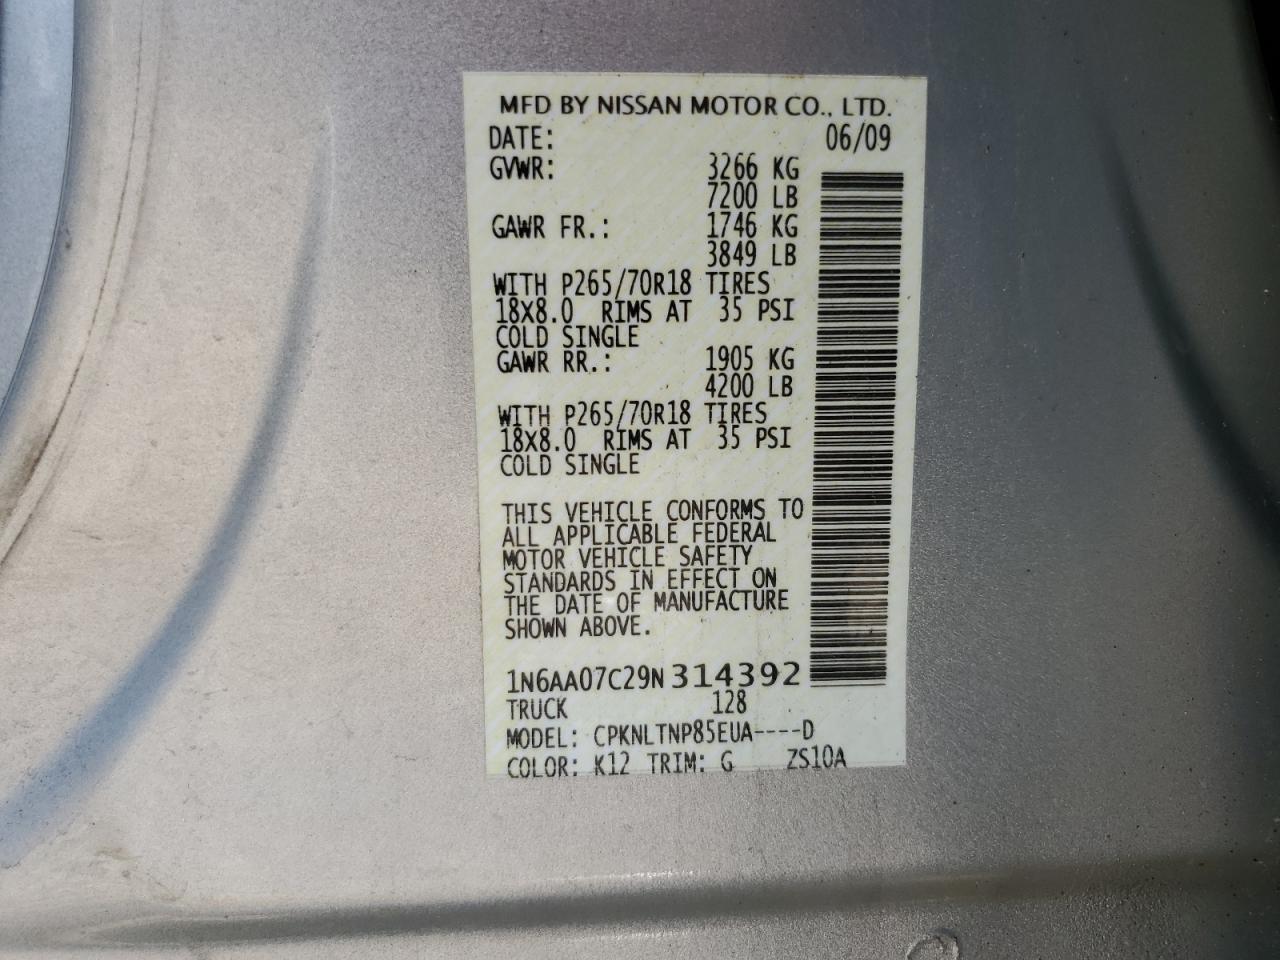 MFD BY NISSAN MOTOR CO., LTD.
DATE: 06/09
GVWR: 3266 KG
7200 LB
GAWR FR.: 1746 KG
3849 LB
WITH P265/70R18 TIRES
18X8.0 RIMS AT 35 PSI
COLD SINGLE
GAWR RR.: 1905 KG
4200 LB
WITH P265/70R18 TIRES
18X8.0 RIMS AT 35 PSI
COLD SINGLE
THIS VEHICLE CONFORMS TO
ALL APPLICABLE FEDERAL
MOTOR VEHICLE SAFETY
STANDARDS IN EFFECT ON
THE DATE OF MANUFACTURE
SHOWN ABOVE.
1N6AA07C29N314392
TRUCK 128
MODEL: CPKNLTNP85EUA----D
COLOR: K12 TRIM: G ZS10A